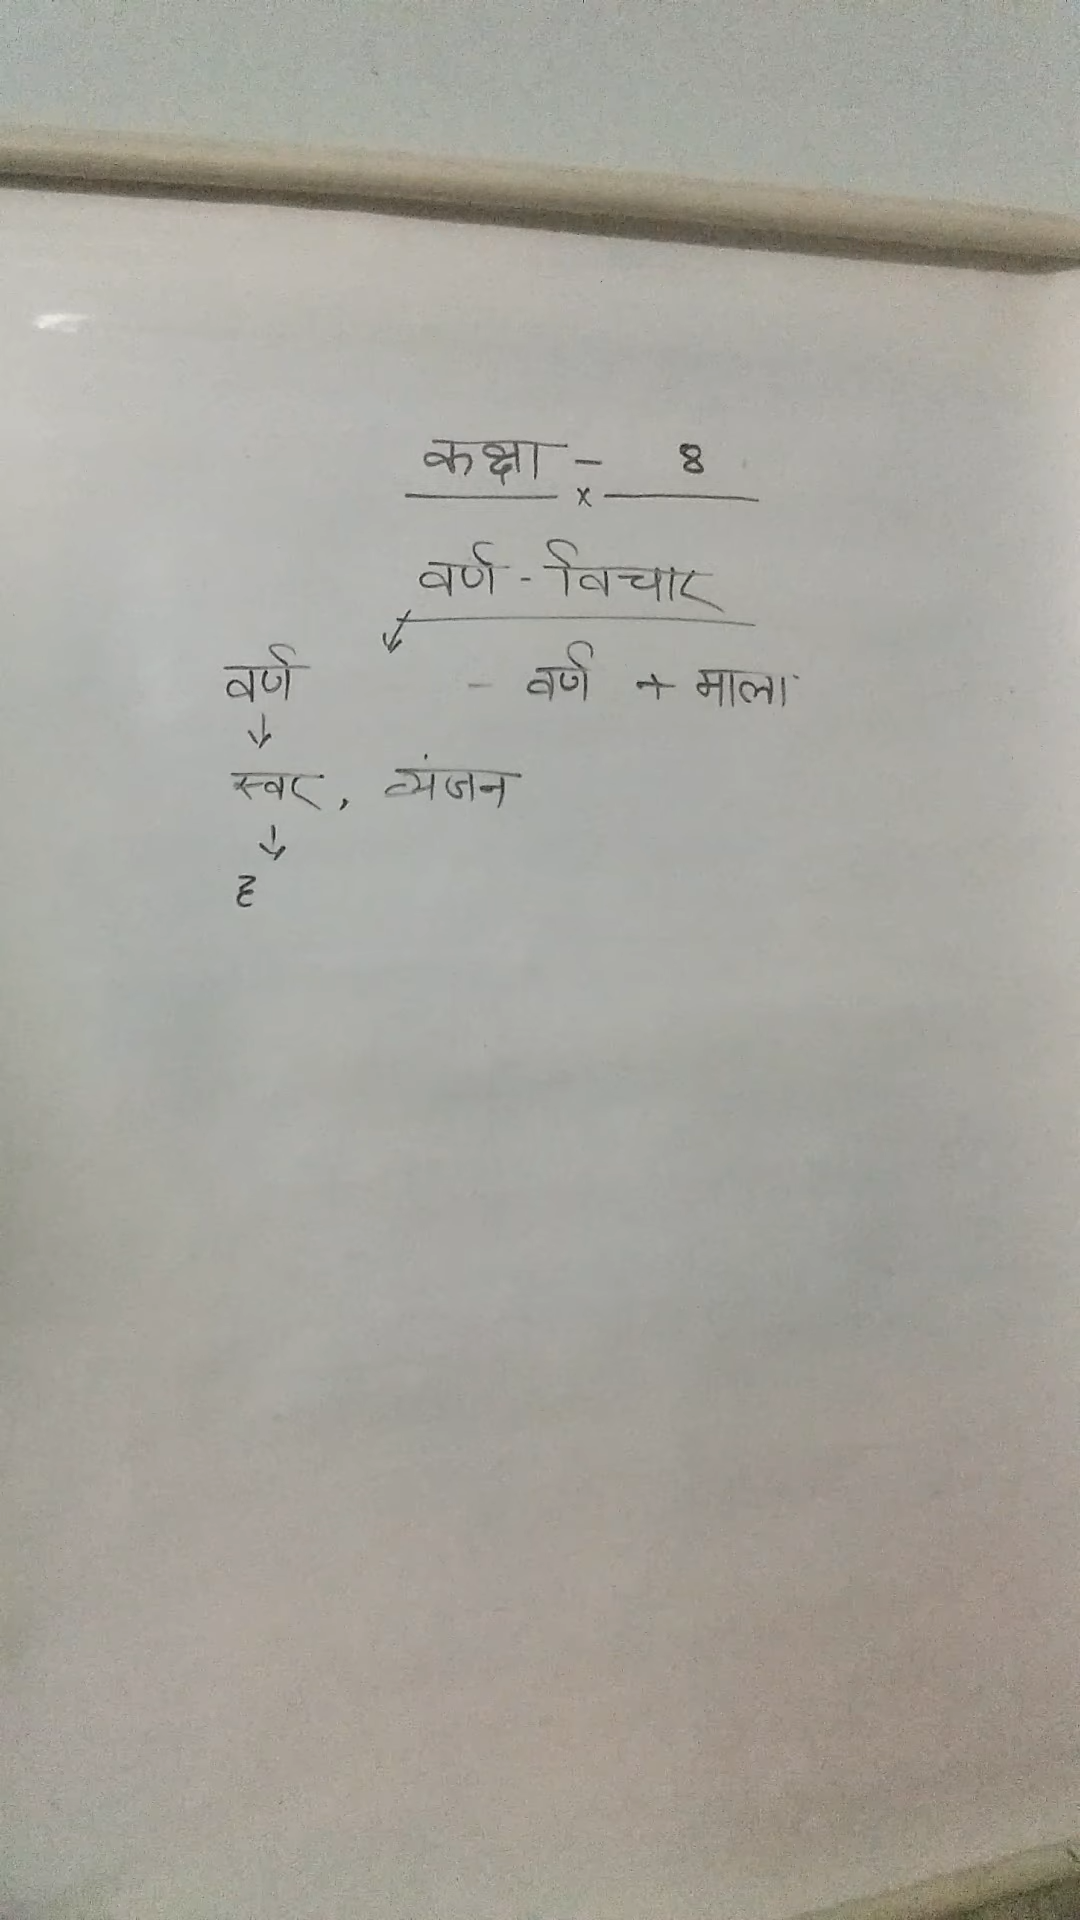 कक्षा - 8
x
वर्ण - विचार
वर्ण - वर्ण + माला
स्वर, व्यंजन